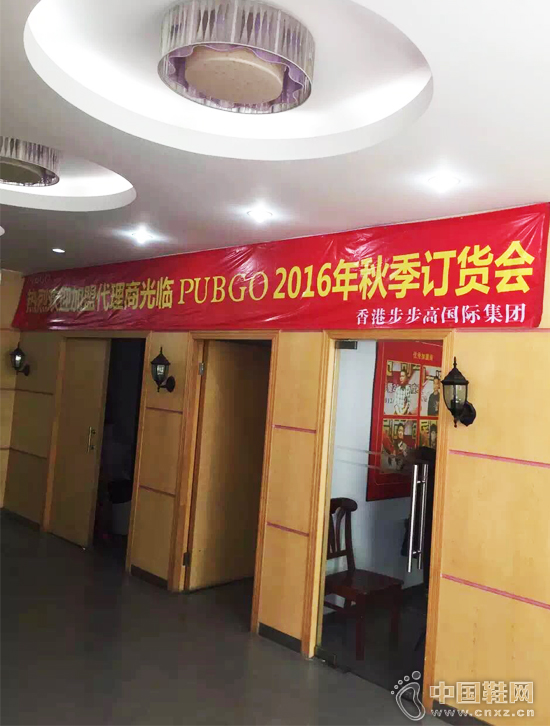 热烈欢迎加盟代理商光临 PUBGO 2016年秋季订货会
香港步步高国际集团
中国鞋网
www.cnxz.cn